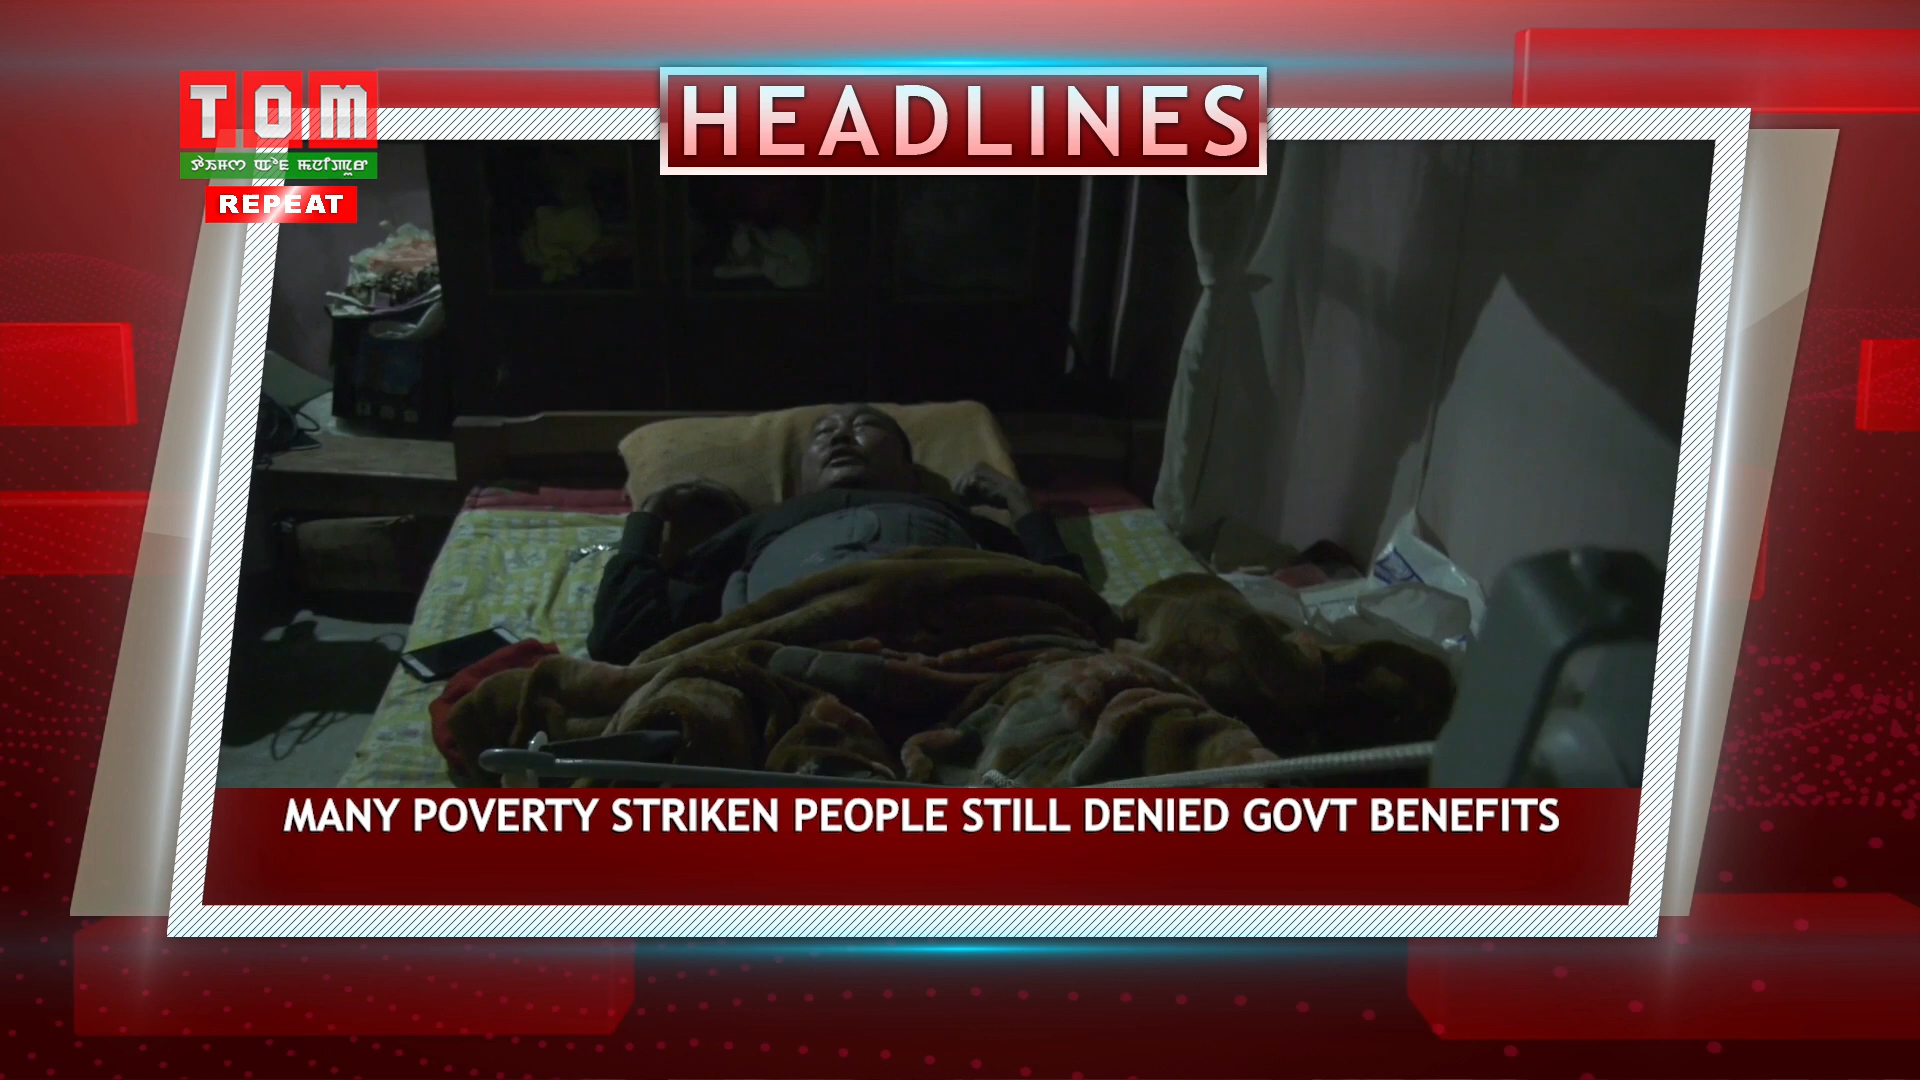 HEADLINES
TOM
REPEAT
MANY POVERTY STRIKEN PEOPLE STILL DENIED GOVT BENEFITS